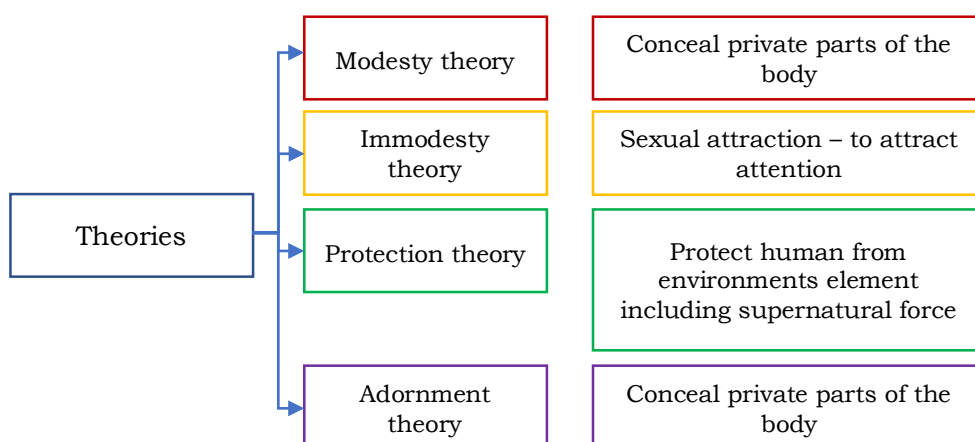 Modesty theory
Conceal private parts of the
body
Immodesty
theory
Sexual attraction – to attract
attention
Theories
Protection theory
Protect human from
environments element
including supernatural force
Adornment
theory
Conceal private parts of the
body